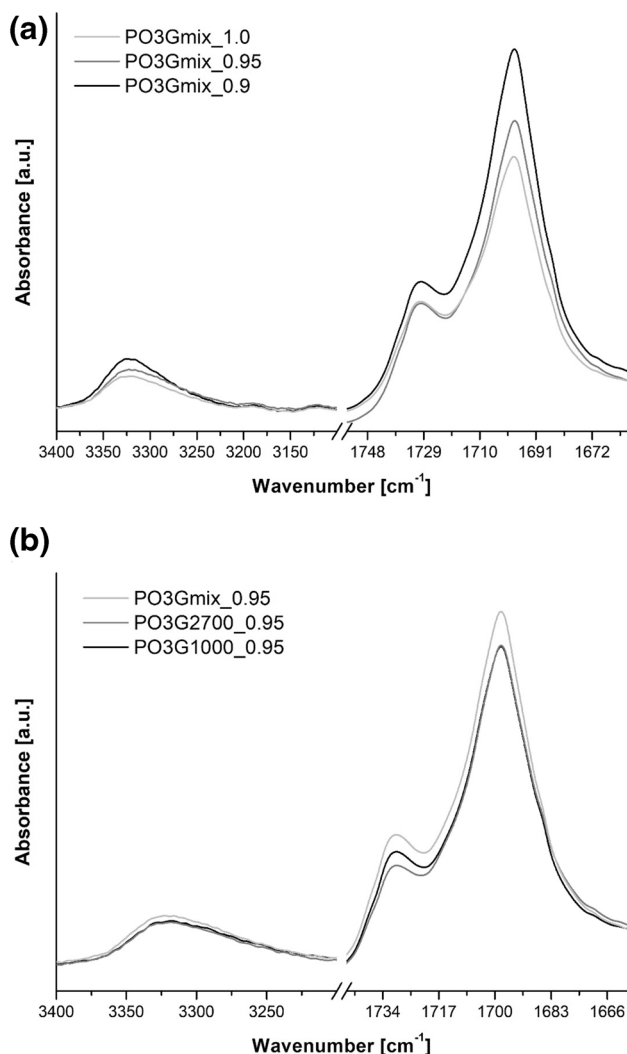 (a)
PO3Gmix_1.0
PO3Gmix_0.95
PO3Gmix_0.9
Absorbance [a.u.]
3400 3350 3300 3250 3200 3150 1748 1729 1710 1691 1672
Wavenumber [cm⁻¹]
(b)
PO3Gmix_0.95
PO3G2700_0.95
PO3G1000_0.95
Absorbance [a.u.]
3400 3350 3300 3250 1734 1717 1700 1683 1666
Wavenumber [cm⁻¹]